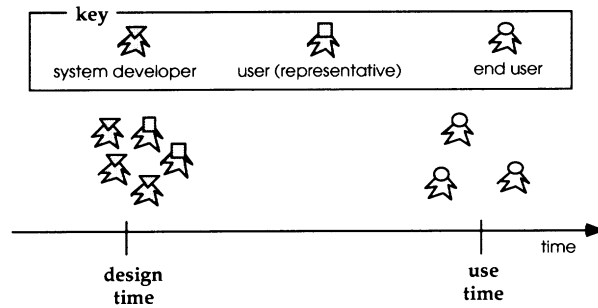 key
system developer
user (representative)
end user
time
design
time
use
time